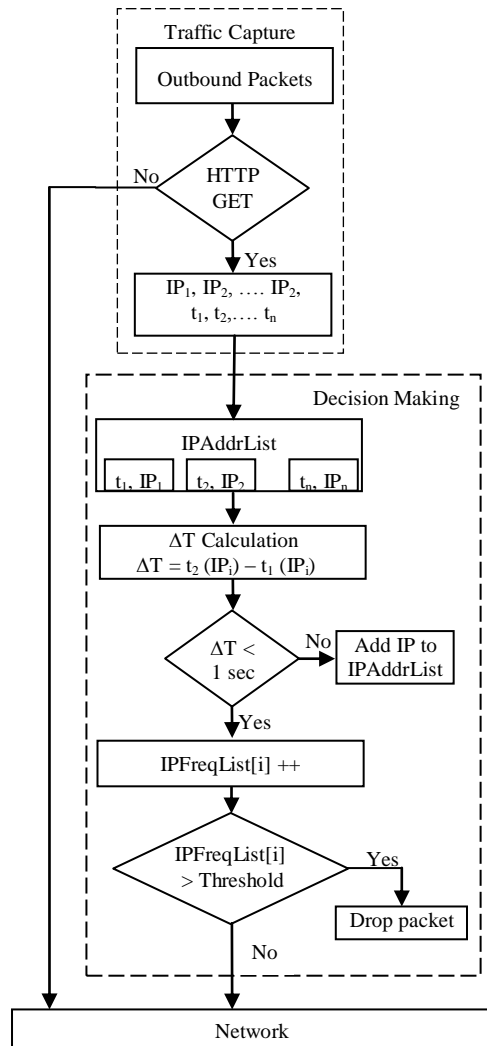 Traffic Capture
Outbound Packets
No
HTTP
GET
Yes
IP₁, IP₂, …. IP₂,
t₁, t₂,…. tₙ
Decision Making
IPAddrList
t₁, IP₁ t₂, IP₂ tₙ, IPₙ
ΔT Calculation
ΔT = t₂ (IPᵢ) – t₁ (IPᵢ)
ΔT <
1 sec
No
Add IP to
IPAddrList
Yes
IPFreqList[i] ++
IPFreqList[i]
> Threshold
Yes
Drop packet
No
Network